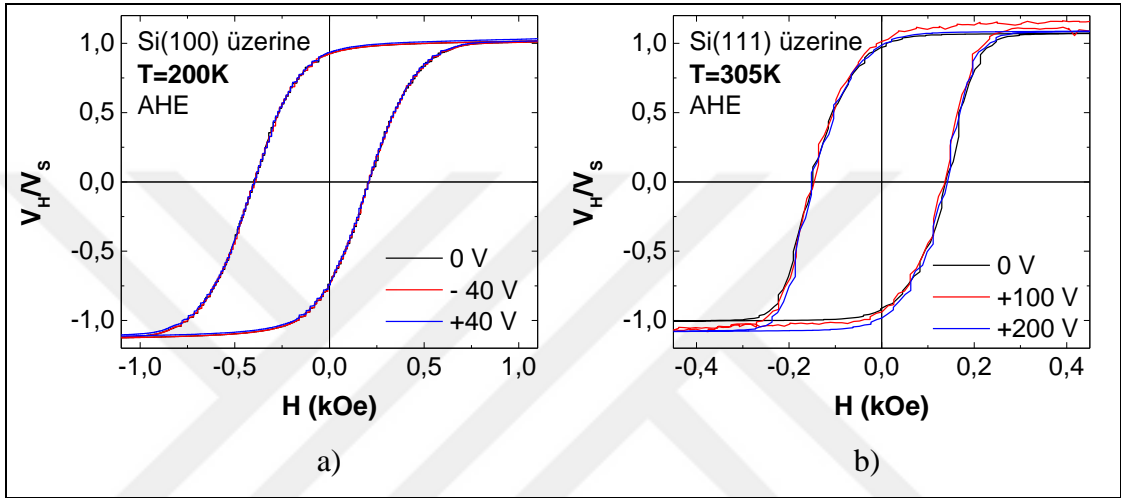 Si(100) üzerine
T=200K
AHE
1,0
0,5
0,0
-0,5
-1,0
V_H/V_S
0 V
- 40 V
+40 V
-1,0 -0,5 0,0 0,5 1,0
H (kOe)
a)
Si(111) üzerine
T=305K
AHE
1,0
0,5
0,0
-0,5
-1,0
V_H/V_S
0 V
+100 V
+200 V
-0,4 -0,2 0,0 0,2 0,4
H (kOe)
b)